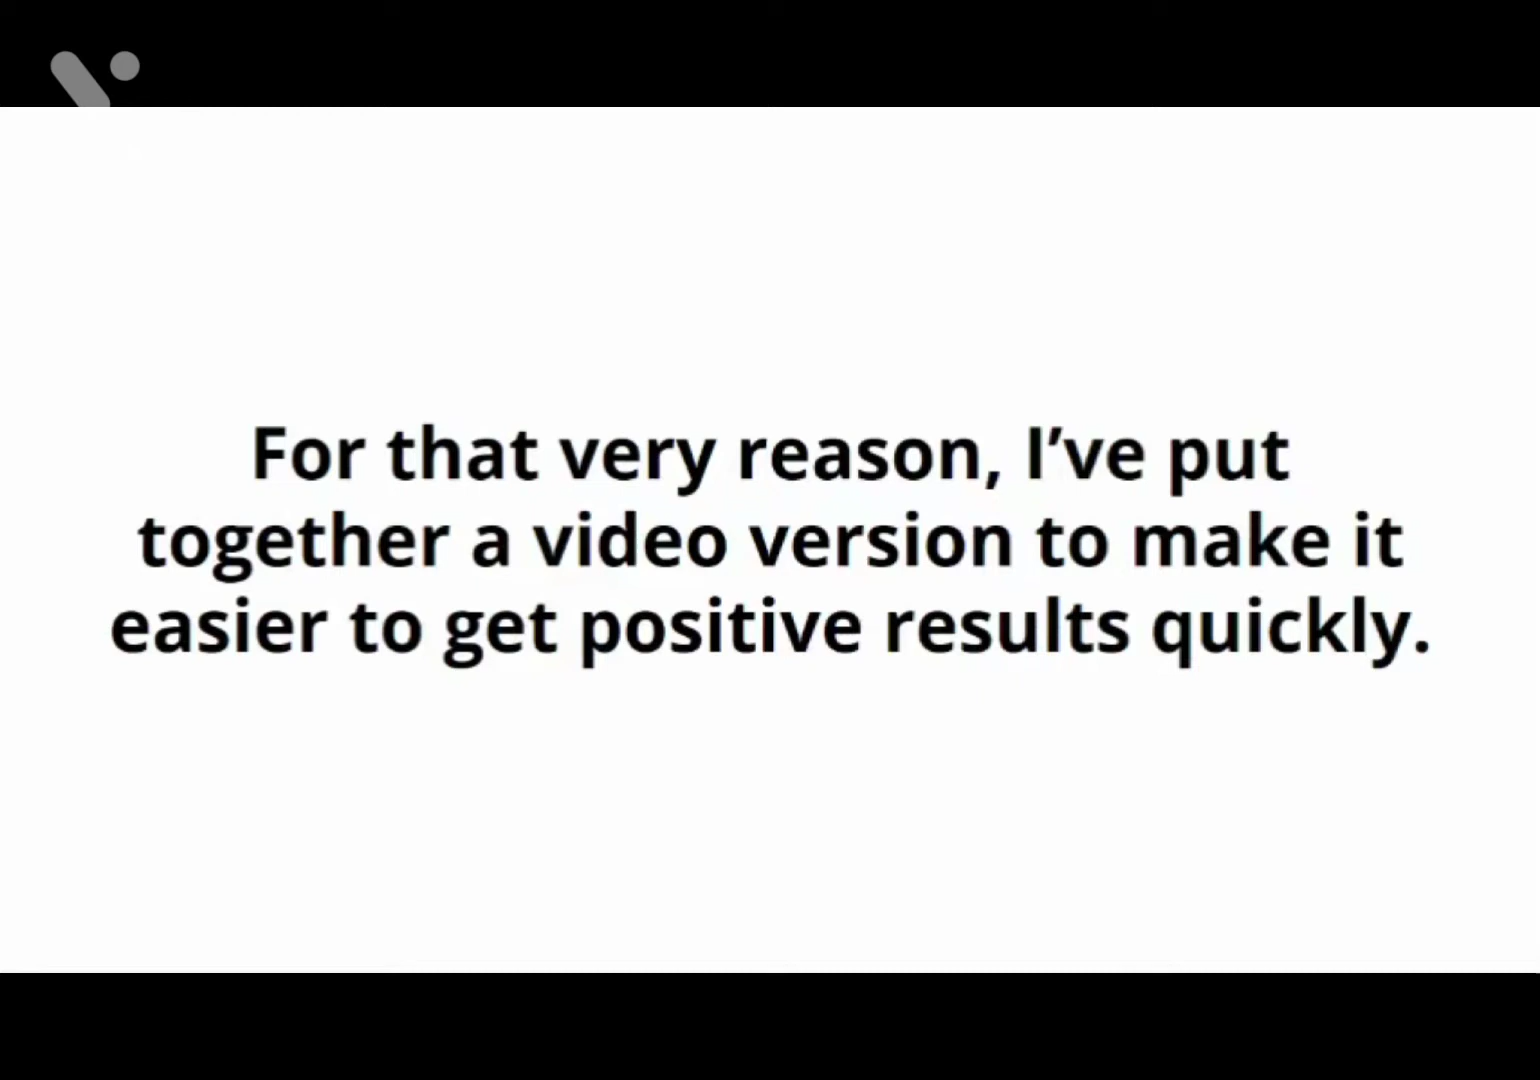 For that very reason, I’ve put
together a video version to make it
easier to get positive results quickly.